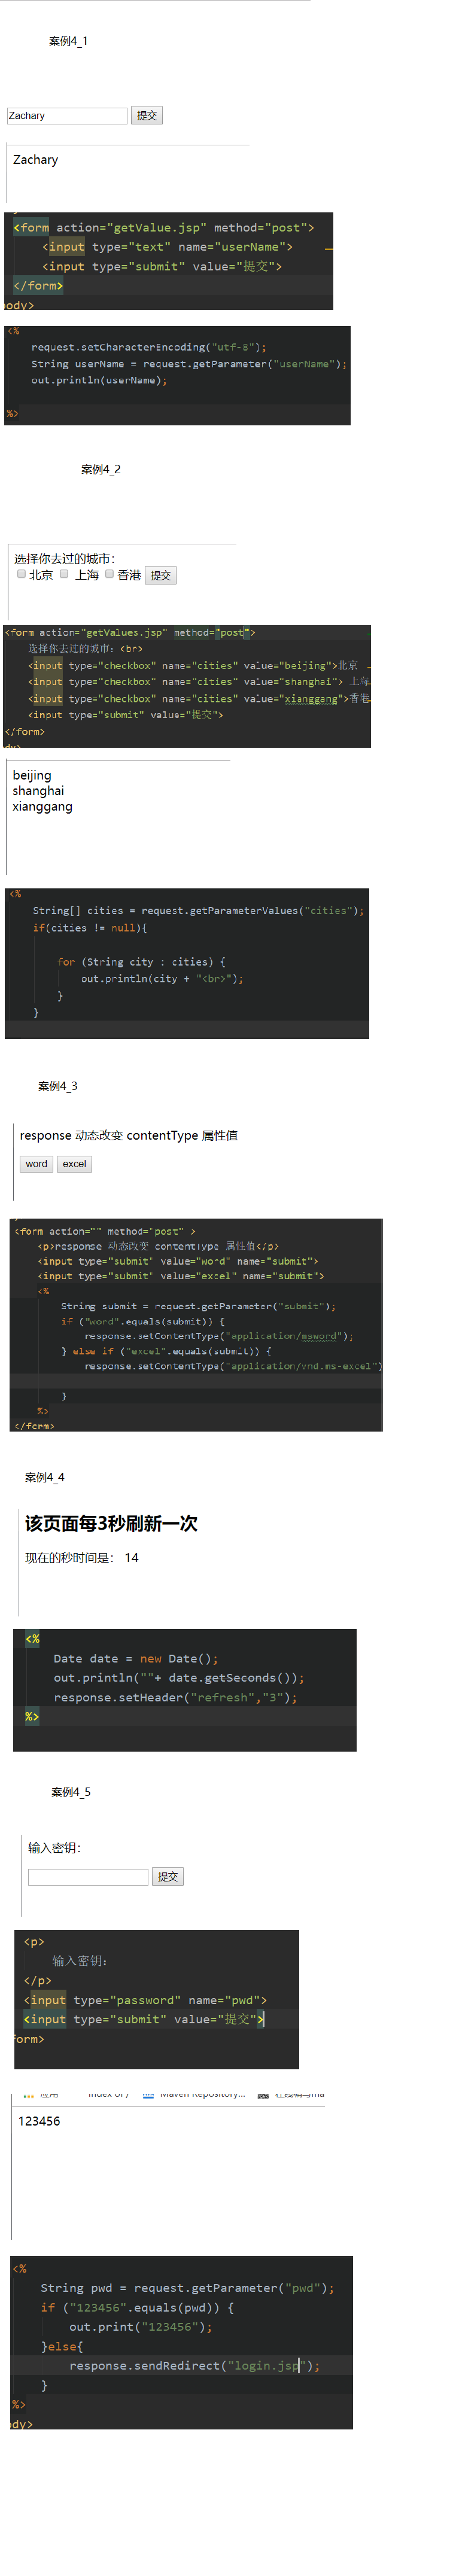 案例4_1
Zachary 提交
Zachary
<form action="getValue.jsp" method="post">
<input type="text" name="userName">
<input type="submit" value="提交">
</form>
body>
<%
request.setCharacterEncoding("utf-8");
String userName = request.getParameter("userName");
out.println(userName);
%>
案例4_2
选择你去过的城市：
北京 上海 香港 提交
<form action="getValues.jsp" method="post">
选择你去过的城市：<br>
<input type="checkbox" name="cities" value="beijing">北京
<input type="checkbox" name="cities" value="shanghai"> 上海
<input type="checkbox" name="cities" value="xianggang">香港
<input type="submit" value="提交">
</form>
dy>
beijing
shanghai
xianggang
<%
String[] cities = request.getParameterValues("cities");
if(cities != null){
for (String city : cities) {
out.println(city + "<br>");
}
}
案例4_3
response 动态改变 contentType 属性值
word excel
<form action="" method="post" >
<p>response 动态改变 contentType 属性值</p>
<input type="submit" value="word" name="submit">
<input type="submit" value="excel" name="submit">
<%
String submit = request.getParameter("submit");
if ("word".equals(submit)) {
response.setContentType("application/msword");
} else if ("excel".equals(submit)) {
response.setContentType("application/vnd.ms-excel")
}
%>
</form>
案例4_4
该页面每3秒刷新一次
现在的秒时间是： 14
<%
Date date = new Date();
out.println(""+ date.getSeconds());
response.setHeader("refresh","3");
%>
案例4_5
输入密钥：
提交
<p>
输入密钥：
</p>
<input type="password" name="pwd">
<input type="submit" value="提交">
form>
应用 Index of / Maven Repository...
123456
<%
String pwd = request.getParameter("pwd");
if ("123456".equals(pwd)) {
out.print("123456");
}else{
response.sendRedirect("login.jsp");
}
%>
ody>